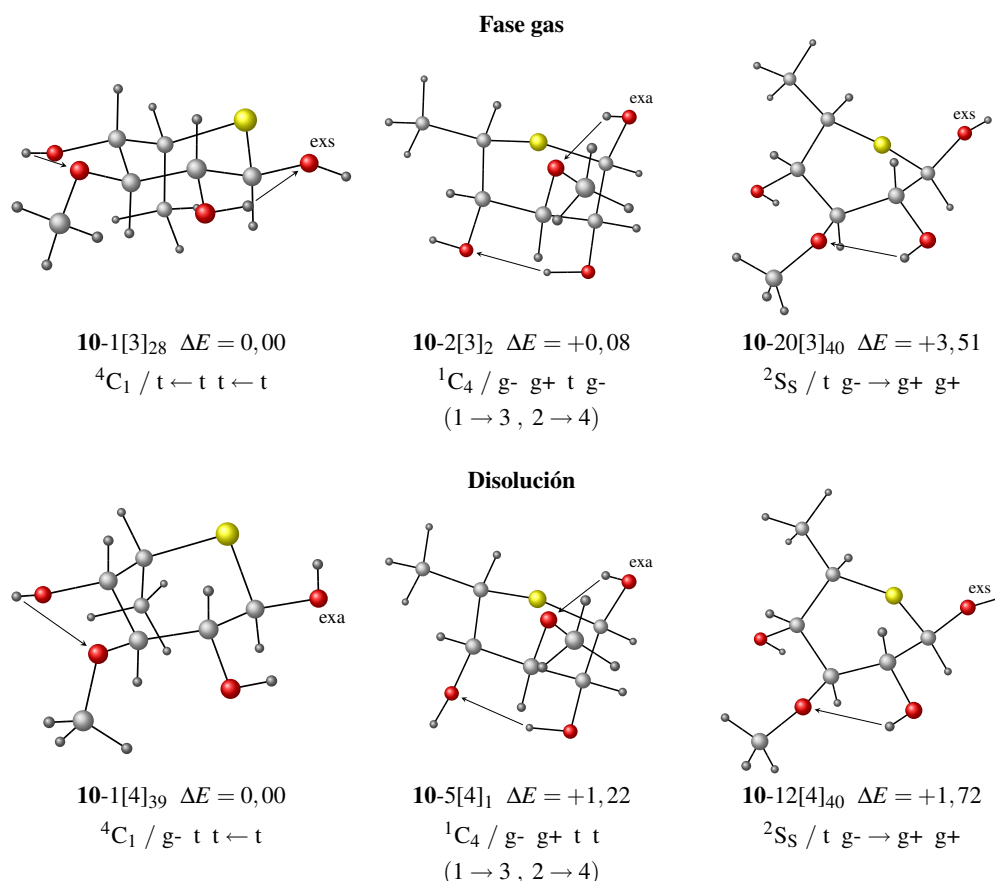 Fase gas
exs
exa
exs
10-1[3]₂₈ ΔE = 0,00
10-2[3]₂ ΔE = +0,08
10-20[3]₄₀ ΔE = +3,51
⁴C₁ / t ← t t ← t
¹C₄ / g- g+ t g-
²S_S / t g- → g+ g+
(1 → 3 , 2 → 4)
Disolución
exa
exa
exs
10-1[4]₃₉ ΔE = 0,00
10-5[4]₁ ΔE = +1,22
10-12[4]₄₀ ΔE = +1,72
⁴C₁ / g- t t ← t
¹C₄ / g- g+ t t
²S_S / t g- → g+ g+
(1 → 3 , 2 → 4)